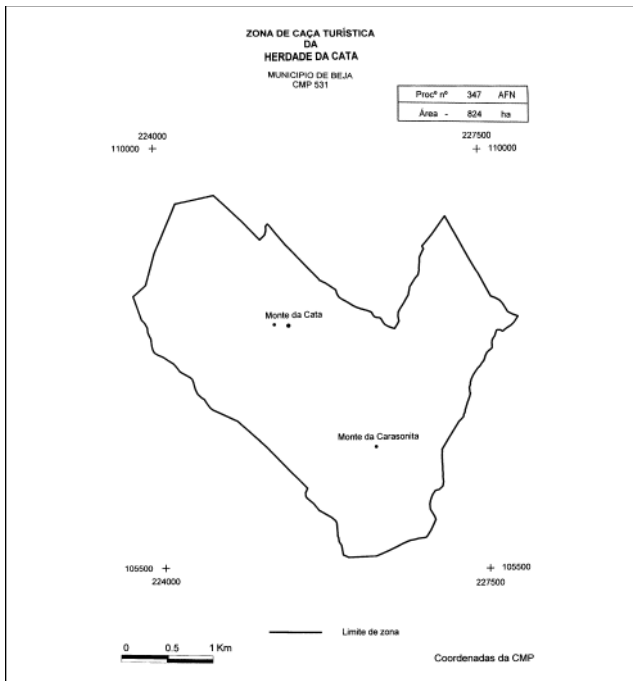 ZONA DE CAÇA TURÍSTICA
DA
HERDADE DA CATA
MUNICIPIO DE BEJA
CMP 531
Procº nº 347 AFN
Área - 824 ha
224000
110000
227500
110000
Monte da Cata
Monte da Carasonita
105500
224000
105500
227500
Limite de zona
0 0.5 1 Km
Coordenadas da CMP